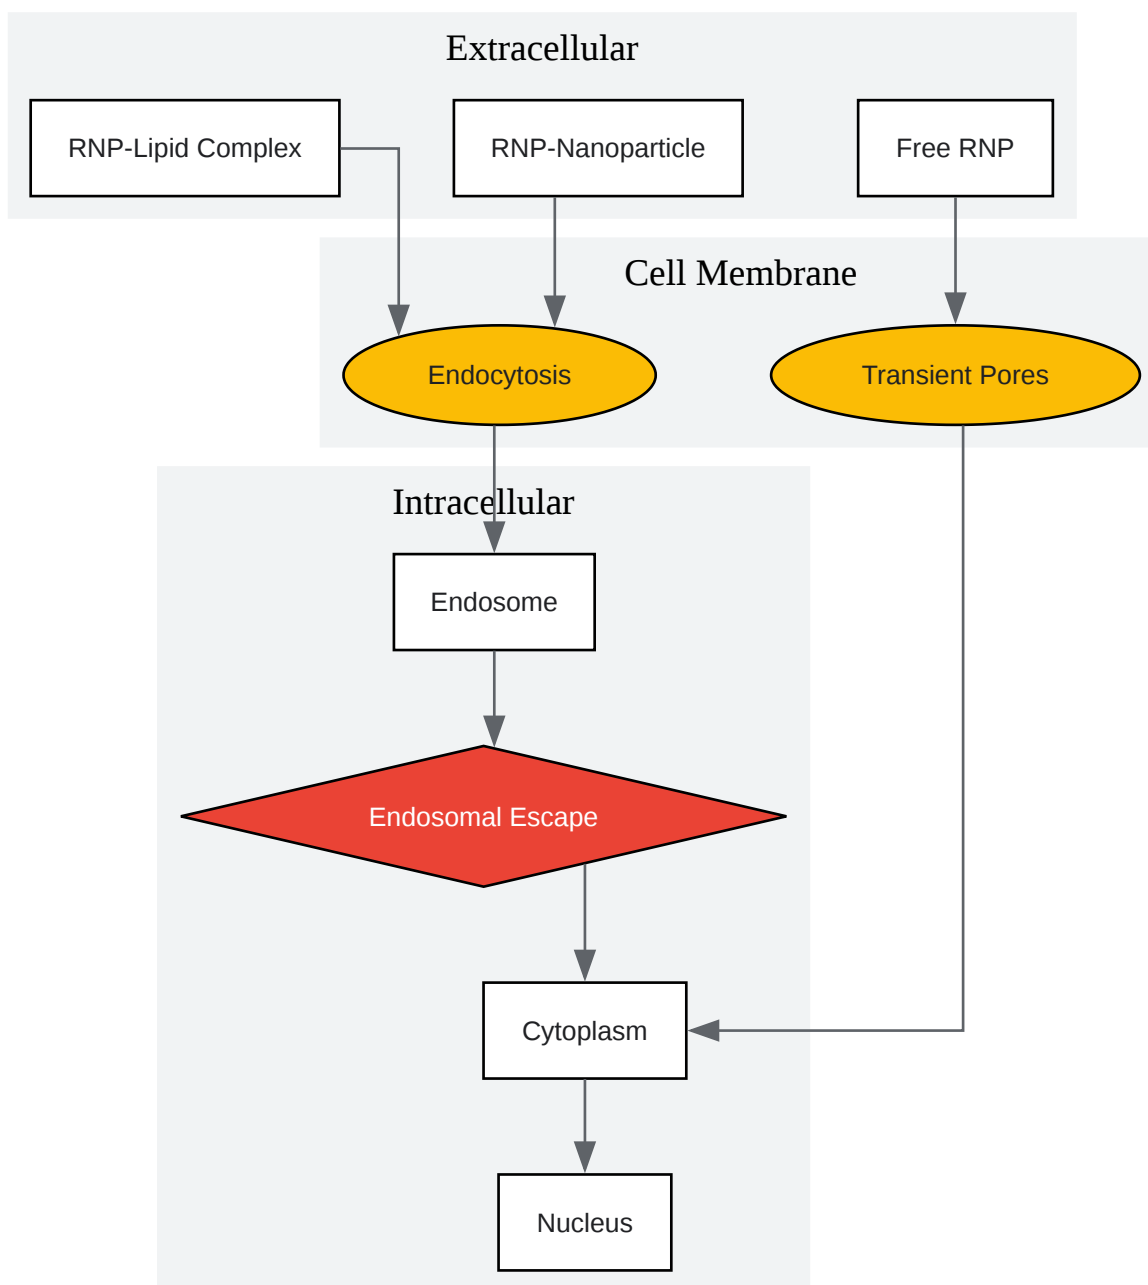 Extracellular
RNP-Lipid Complex
RNP-Nanoparticle
Free RNP
Cell Membrane
Endocytosis
Transient Pores
Intracellular
Endosome
Endosomal Escape
Cytoplasm
Nucleus